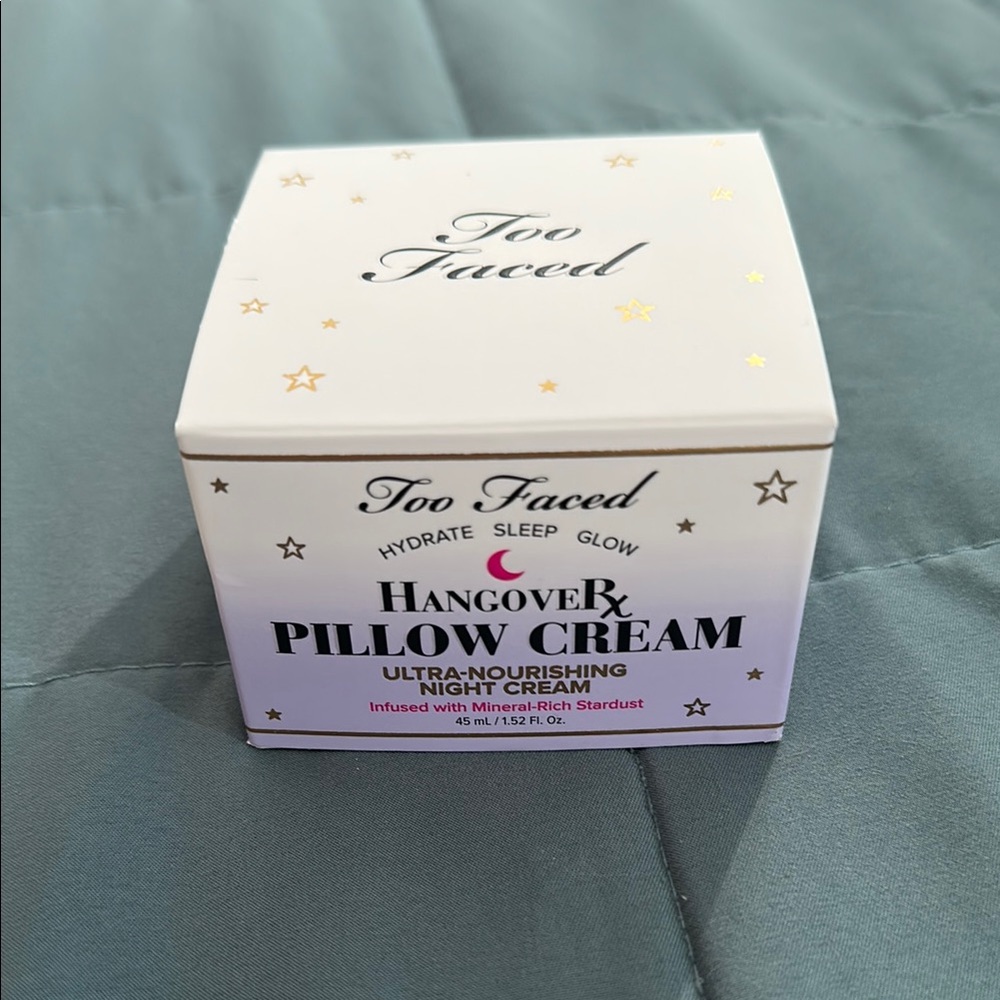 Too
Faced
Too Faced
HYDRATE SLEEP GLOW
HANGOVERx
PILLOW CREAM
ULTRA-NOURISHING
NIGHT CREAM
Infused with Mineral-Rich Stardust
45 mL / 1.52 Fl. Oz.